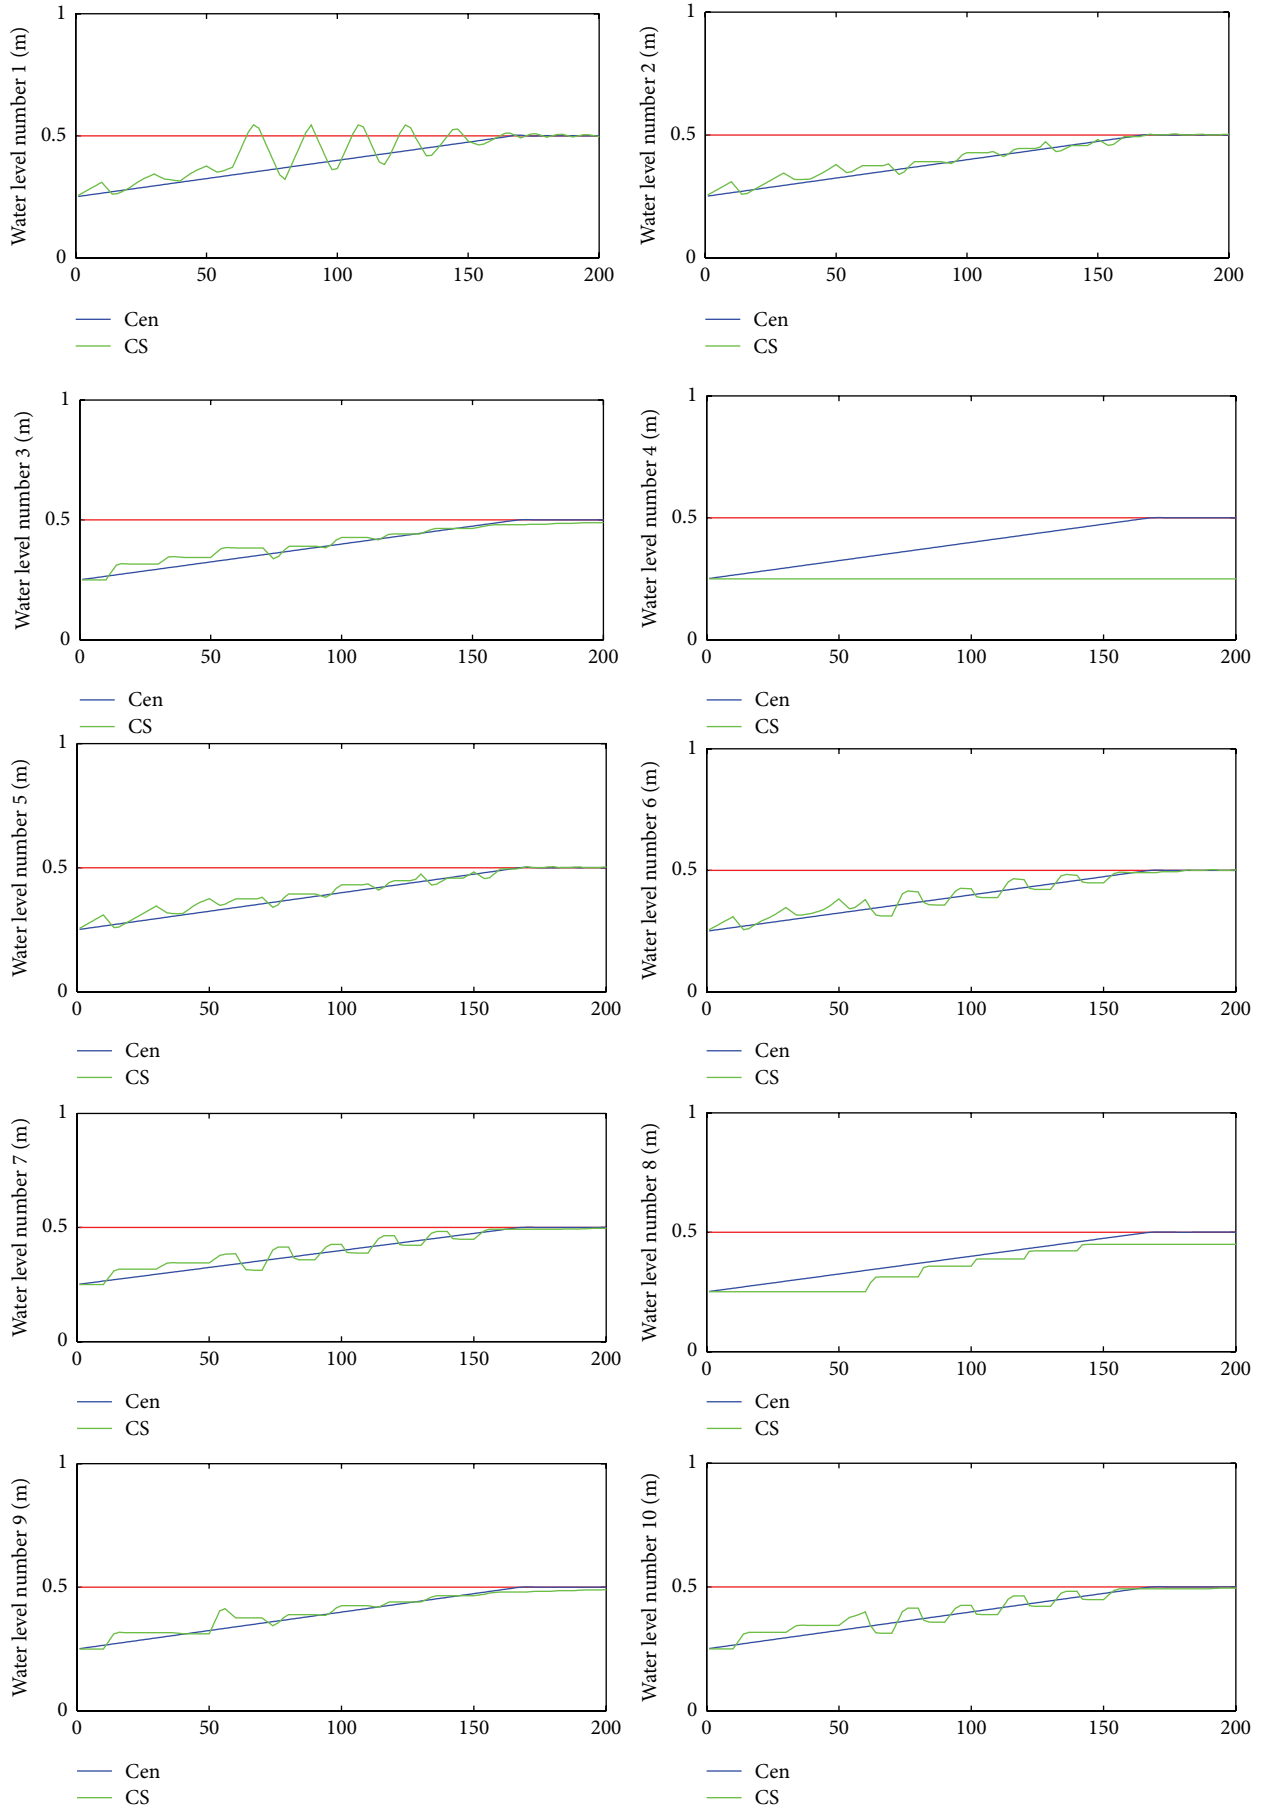 Water level number 1 (m)
1
0.5
0
0 50 100 150 200
Cen
CS
Water level number 2 (m)
1
0.5
0
0 50 100 150 200
Cen
CS
Water level number 3 (m)
1
0.5
0
0 50 100 150 200
Cen
CS
Water level number 4 (m)
1
0.5
0
0 50 100 150 200
Cen
CS
Water level number 5 (m)
1
0.5
0
0 50 100 150 200
Cen
CS
Water level number 6 (m)
1
0.5
0
0 50 100 150 200
Cen
CS
Water level number 7 (m)
1
0.5
0
0 50 100 150 200
Cen
CS
Water level number 8 (m)
1
0.5
0
0 50 100 150 200
Cen
CS
Water level number 9 (m)
1
0.5
0
0 50 100 150 200
Cen
CS
Water level number 10 (m)
1
0.5
0
0 50 100 150 200
Cen
CS